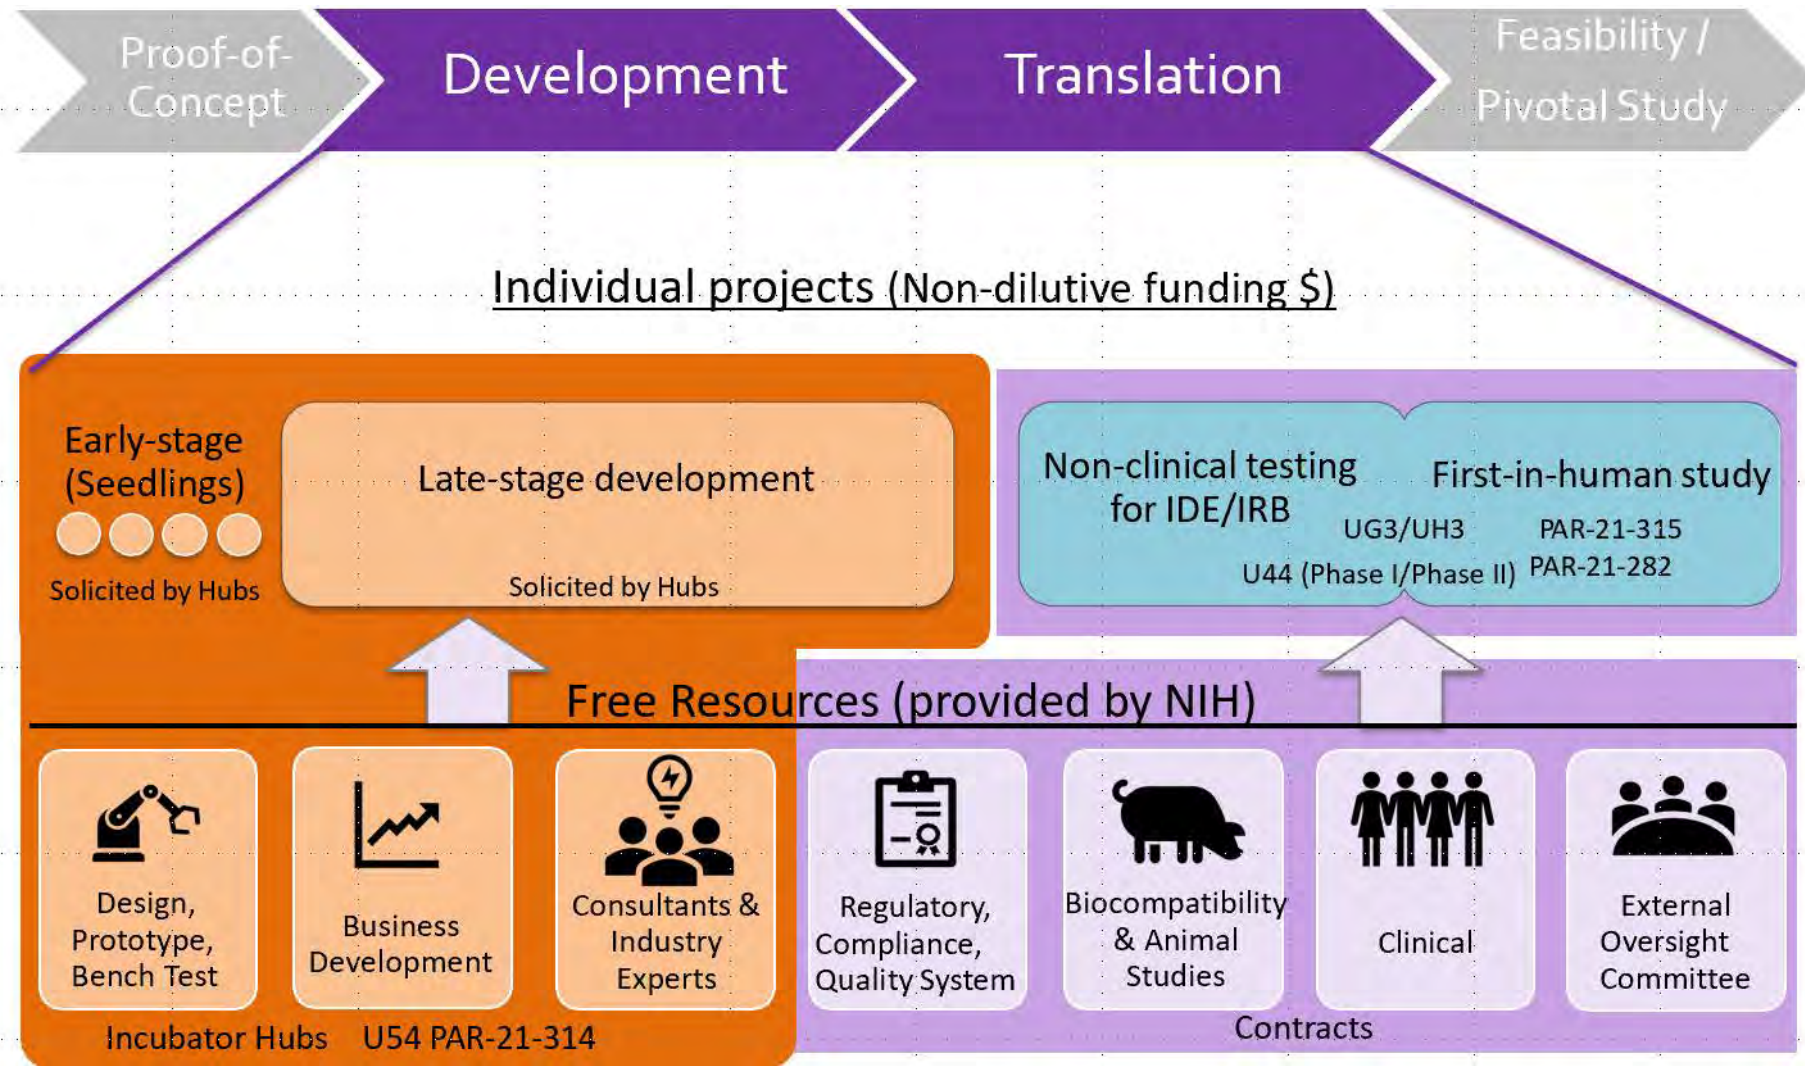 Proof-of-
Concept
Development
Translation
Feasibility /
Pivotal Study
Individual projects (Non-dilutive funding $)
Early-stage
(Seedlings)
Solicited by Hubs
Late-stage development
Solicited by Hubs
Non-clinical testing
for IDE/IRB
First-in-human study
UG3/UH3 PAR-21-315
U44 (Phase I/Phase II) PAR-21-282
Free Resources (provided by NIH)
Design,
Prototype,
Bench Test
Business
Development
Consultants &
Industry
Experts
Regulatory,
Compliance,
Quality System
Biocompatibility
& Animal
Studies
Clinical
External
Oversight
Committee
Incubator Hubs U54 PAR-21-314
Contracts